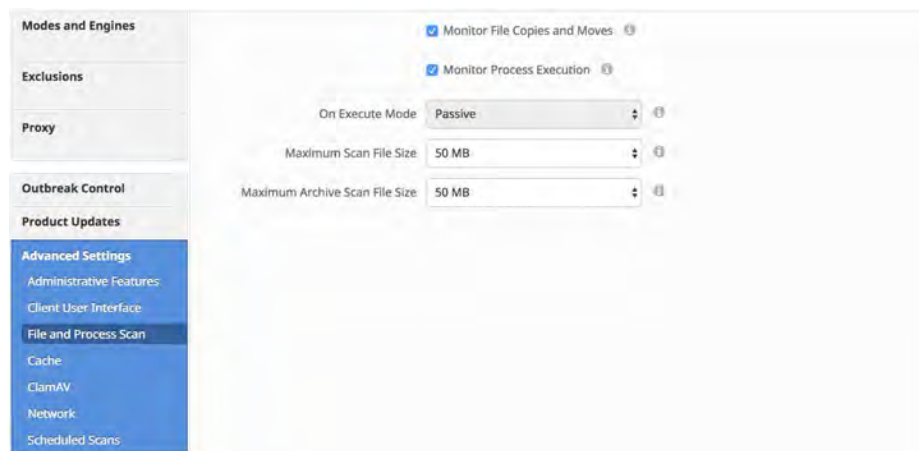 Modes and Engines
Exclusions
Proxy
Outbreak Control
Product Updates
Advanced Settings
Administrative Features
Client User Interface
File and Process Scan
Cache
ClamAV
Network
Scheduled Scans
Monitor File Copies and Moves
Monitor Process Execution
On Execute Mode Passive
Maximum Scan File Size 50 MB
Maximum Archive Scan File Size 50 MB